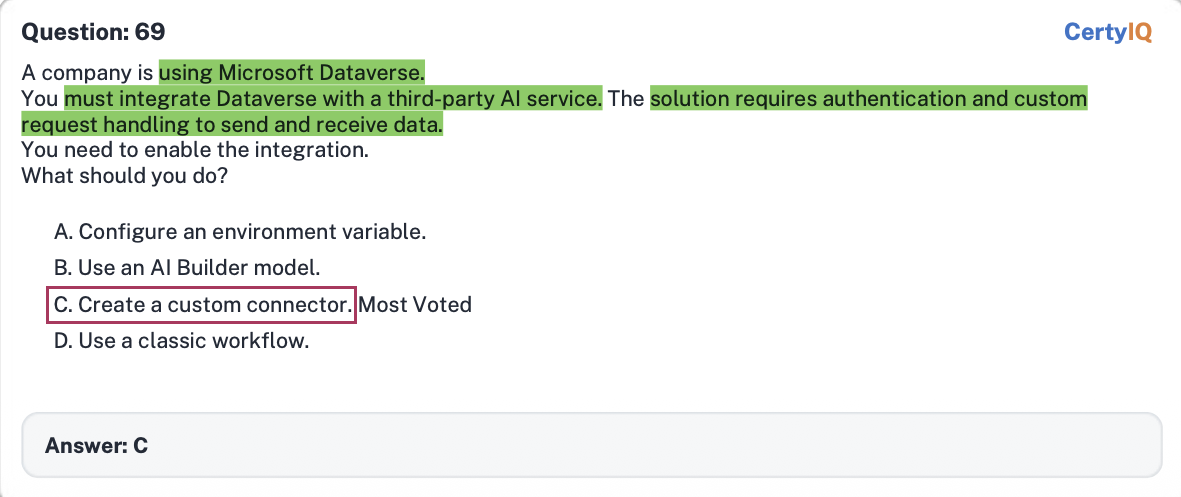 Question: 69
CertyIQ
A company is using Microsoft Dataverse.
You must integrate Dataverse with a third-party AI service. The solution requires authentication and custom
request handling to send and receive data.
You need to enable the integration.
What should you do?
A. Configure an environment variable.
B. Use an AI Builder model.
C. Create a custom connector. Most Voted
D. Use a classic workflow.
Answer: C